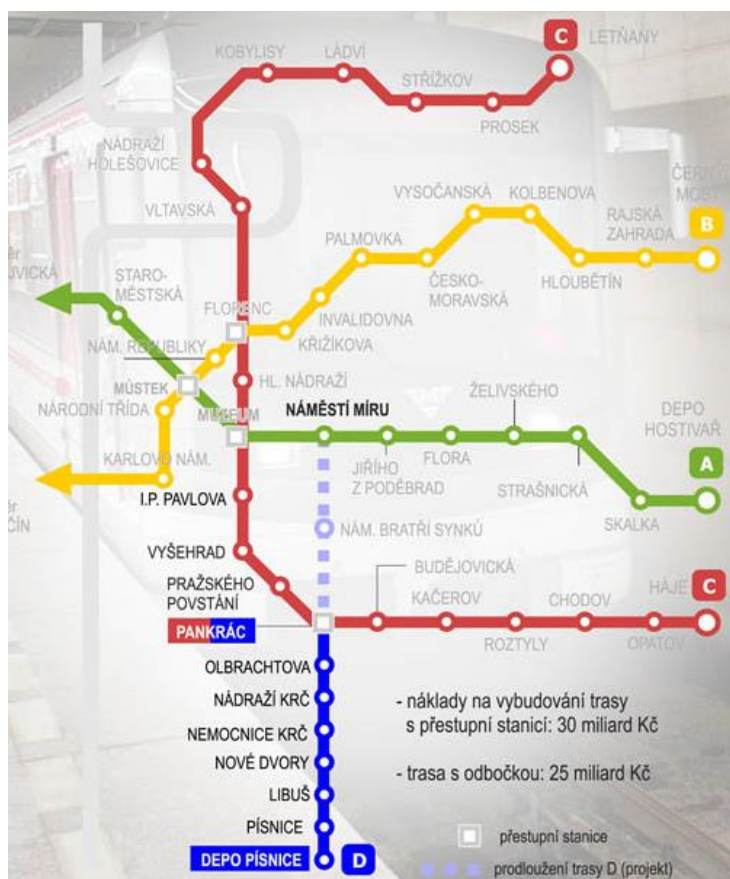 C
LETŇANY
KOBYLISY
LÁDVÍ
STŘÍŽKOV
PROSEK
NÁDRAŽÍ
HOLEŠOVICE
VLTAVSKÁ
VYSOČANSKÁ
KOLBENOVA
ČERNÝ
MOST
RAJSKÁ
ZAHRADA
B
PALMOVKA
ČESKO-
MORAVSKÁ
HLOUBĚTÍN
STARO-
MĚSTSKÁ
FLORENC
INVALIDOVNA
KŘIŽÍKOVA
NÁM. REPUBLIKY
MŮSTEK
HL. NÁDRAŽÍ
NÁRODNÍ TŘÍDA
MUZEUM
NÁMĚSTÍ MÍRU
ŽELIVSKÉHO
DEPO
HOSTIVAŘ
A
KARLOVO NÁM.
JIŘÍHO
Z PODĚBRAD
FLORA
STRAŠNICKÁ
SKALKA
I.P. PAVLOVA
NÁM. BRATŘÍ SYNKŮ
VYŠEHRAD
BUDĚJOVICKÁ
PRAŽSKÉHO
POVSTÁNÍ
KAČEROV
CHODOV
HÁJE
C
PANKRÁC
ROZTYLY
OPATOV
OLBRACHTOVA
NÁDRAŽÍ KRČ
NEMOCNICE KRČ
NOVÉ DVORY
LIBUŠ
PÍSNICE
DEPO PÍSNICE
D
- náklady na vybudování trasy
s přestupní stanicí: 30 miliard Kč
- trasa s odbočkou: 25 miliard Kč
přestupní stanice
prodloužení trasy D (projekt)